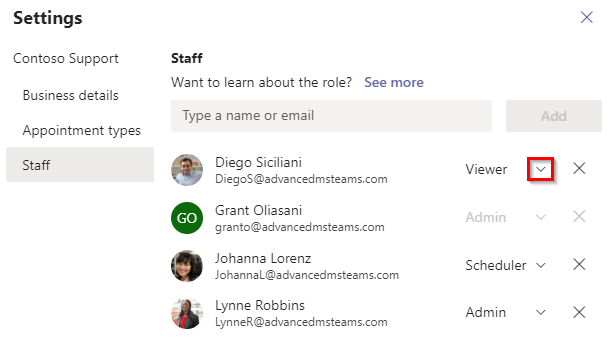 Settings
Contoso Support
Business details
Appointment types
Staff
Staff
Want to learn about the role? See more
Type a name or email
Add
Diego Siciliani
DiegoS@advancedmsteams.com
Viewer
GO
Grant Oliasani
granto@advancedmsteams.com
Admin
Johanna Lorenz
JohannaL@advancedmsteams.com
Scheduler
Lynne Robbins
LynneR@advancedmsteams.com
Admin